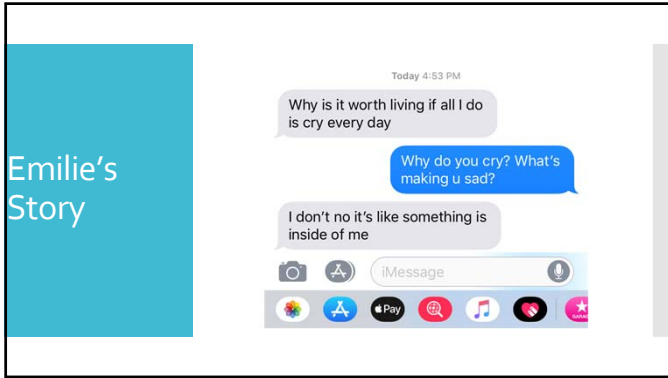 Emilie's
Story
Today 4:53 PM
Why is it worth living if all I do
is cry every day
Why do you cry? What's
making u sad?
I don't no it's like something is
inside of me
iMessage
Pay